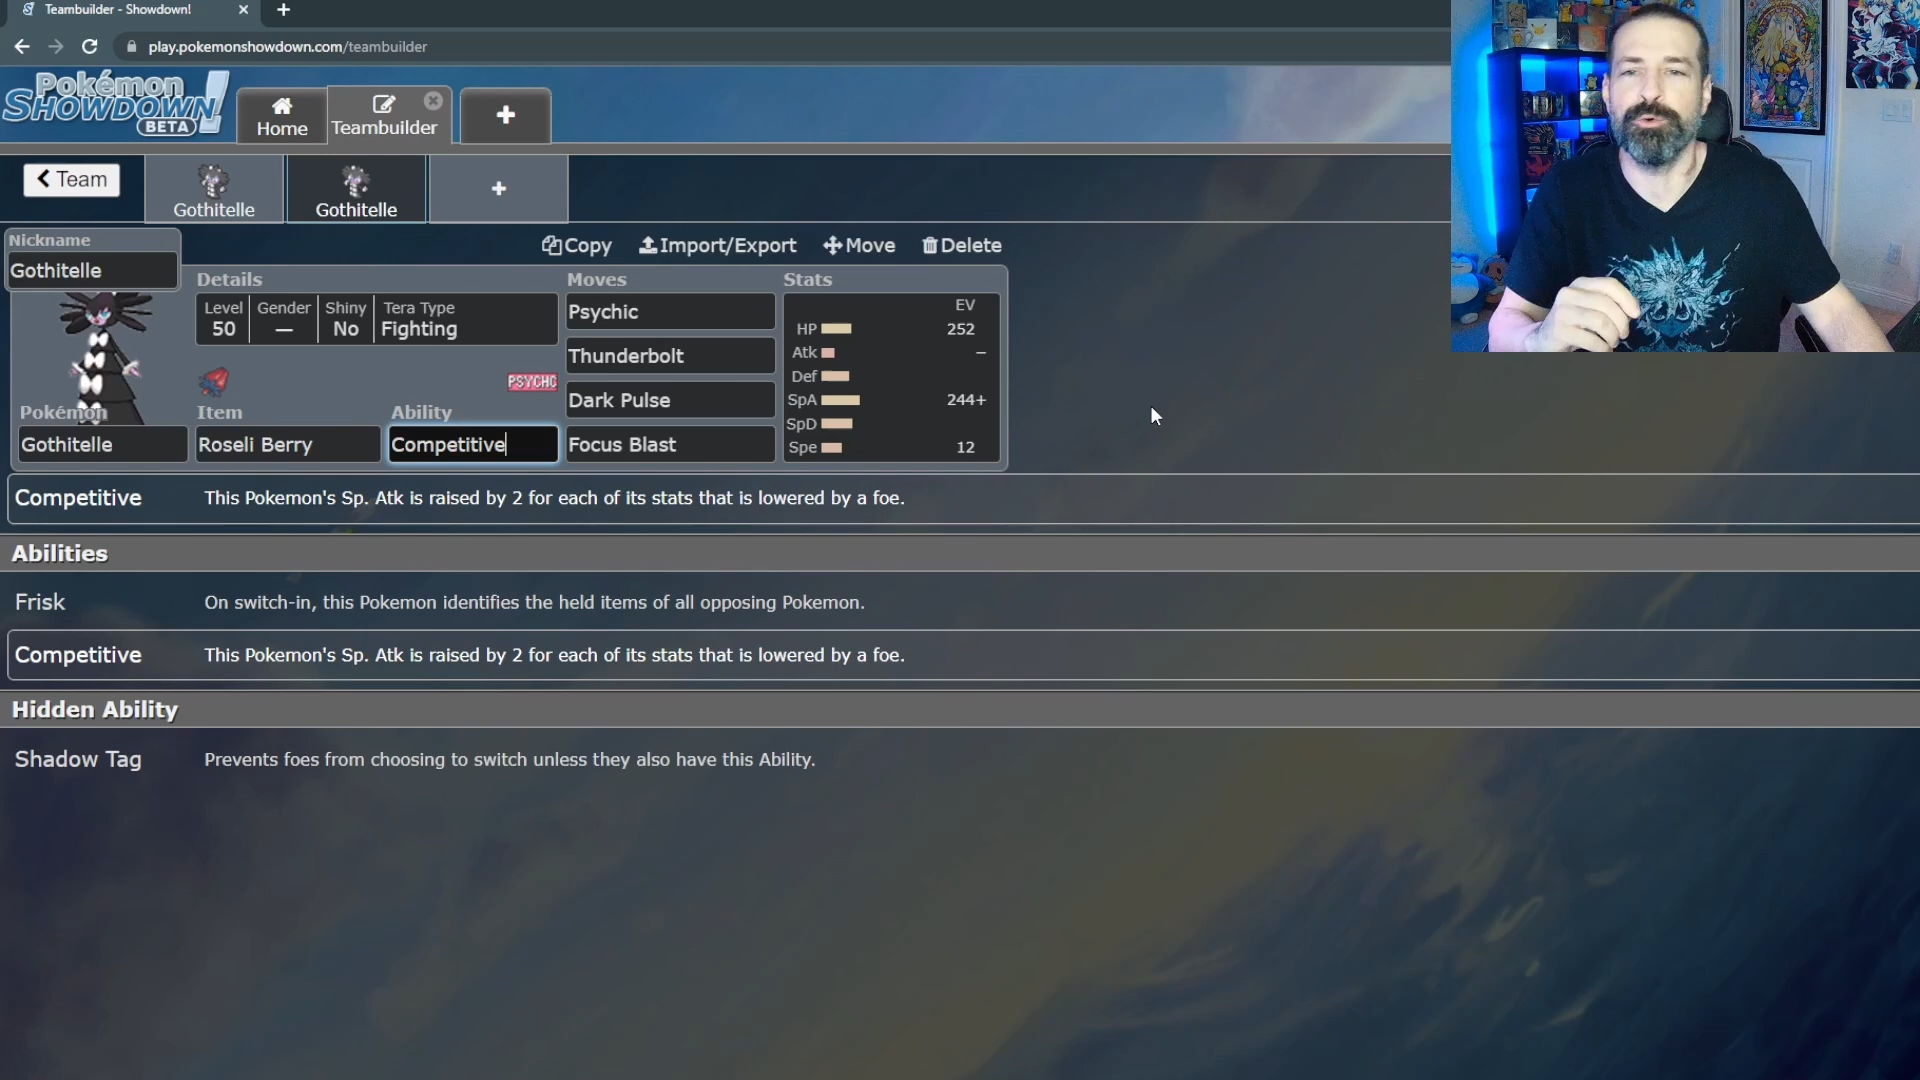 Teambuilder - Showdown!
play.pokemonshowdown.com/teambuilder
Pokémon
SHOWDOWN!
BETA
Home
Teambuilder
Team
Gothitelle
Gothitelle
Nickname
Gothitelle
Copy
Import/Export
Move
Delete
Details
Level
50
Gender
—
Shiny
No
Tera Type
Fighting
PSYCHC
Pokémon
Gothitelle
Item
Roseli Berry
Ability
Competitive
Moves
Psychic
Thunderbolt
Dark Pulse
Focus Blast
Stats
EV
HP 252
Atk –
Def
SpA 244+
SpD
Spe 12
Competitive This Pokemon's Sp. Atk is raised by 2 for each of its stats that is lowered by a foe.
Abilities
Frisk On switch-in, this Pokemon identifies the held items of all opposing Pokemon.
Competitive This Pokemon's Sp. Atk is raised by 2 for each of its stats that is lowered by a foe.
Hidden Ability
Shadow Tag Prevents foes from choosing to switch unless they also have this Ability.